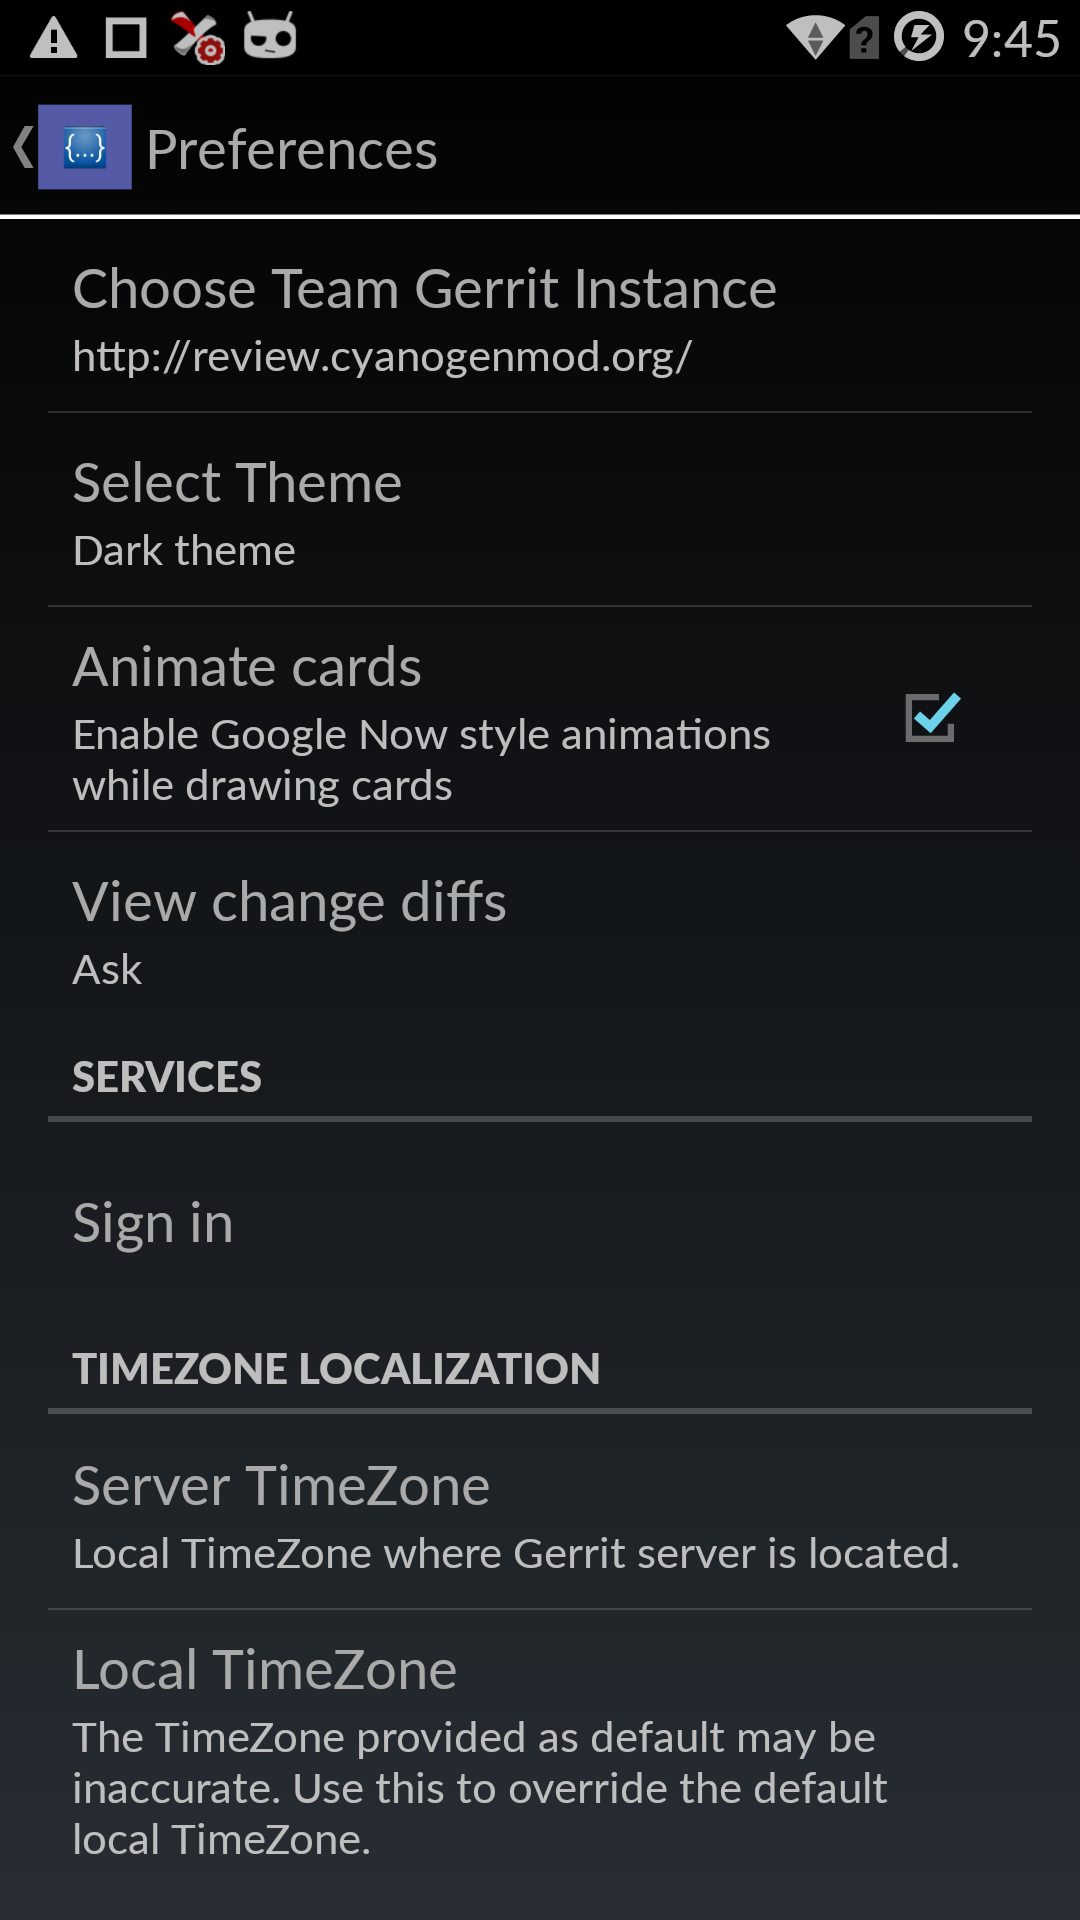 9:45
{...} Preferences
Choose Team Gerrit Instance
http://review.cyanogenmod.org/
Select Theme
Dark theme
Animate cards
Enable Google Now style animations
while drawing cards
View change diffs
Ask
SERVICES
Sign in
TIMEZONE LOCALIZATION
Server TimeZone
Local TimeZone where Gerrit server is located.
Local TimeZone
The TimeZone provided as default may be
inaccurate. Use this to override the default
local TimeZone.